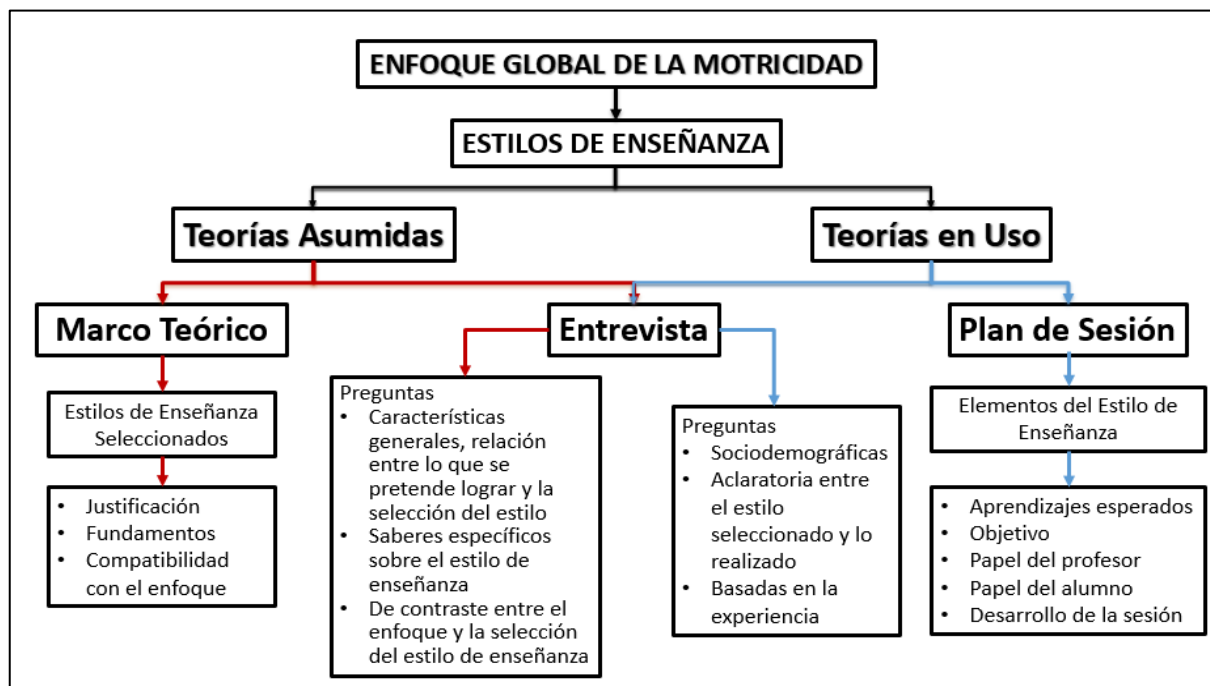 ENFOQUE GLOBAL DE LA MOTRICIDAD
ESTILOS DE ENSEÑANZA
Teorías Asumidas
Teorías en Uso
Marco Teórico
Entrevista
Plan de Sesión
Estilos de Enseñanza
Seleccionados
• Justificación
• Fundamentos
• Compatibilidad
con el enfoque
Preguntas
• Características
generales, relación
entre lo que se
pretende lograr y la
selección del estilo
• Saberes específicos
sobre el estilo de
enseñanza
• De contraste entre el
enfoque y la selección
del estilo de enseñanza
Preguntas
• Sociodemográficas
• Aclaratoria entre
el estilo
seleccionado y lo
realizado
• Basadas en la
experiencia
Elementos del Estilo de
Enseñanza
• Aprendizajes esperados
• Objetivo
• Papel del profesor
• Papel del alumno
• Desarrollo de la sesión